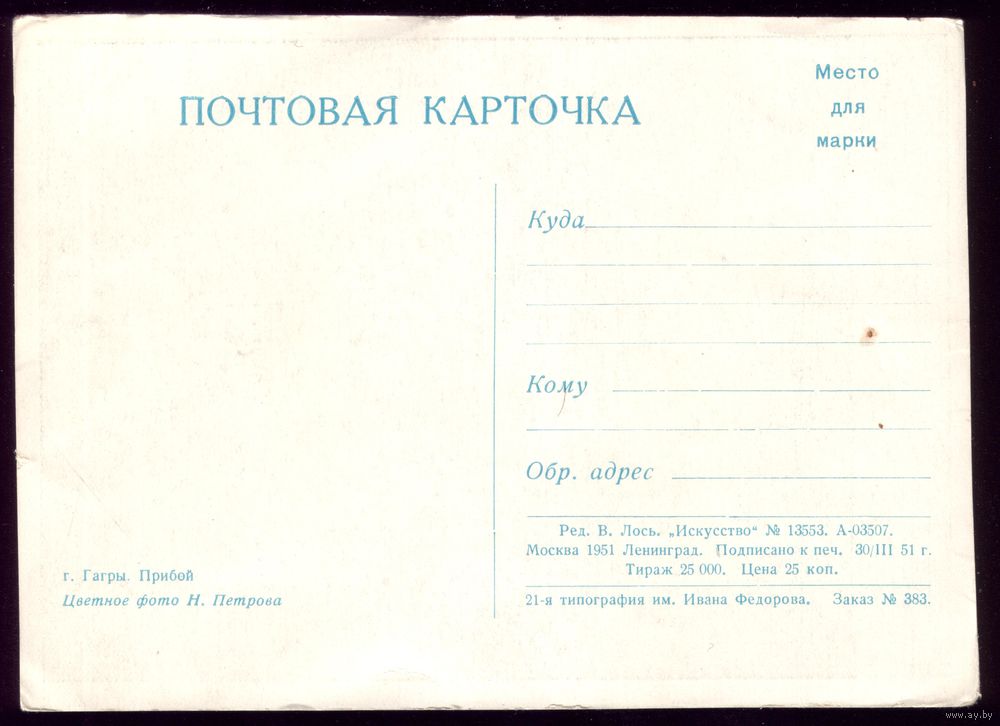 ПОЧТОВАЯ КАРТОЧКА
Место
для
марки
Куда
Кому
Обр. адрес
Ред. В. Лось. „Искусство“ № 13553. А-03507.
Москва 1951 Ленинград. Подписано к печ. 30/III 51 г.
Тираж 25 000. Цена 25 коп.
21-я типография им. Ивана Федорова. Заказ № 383.
г. Гагры. Прибой
Цветное фото Н. Петрова
www.ay.by